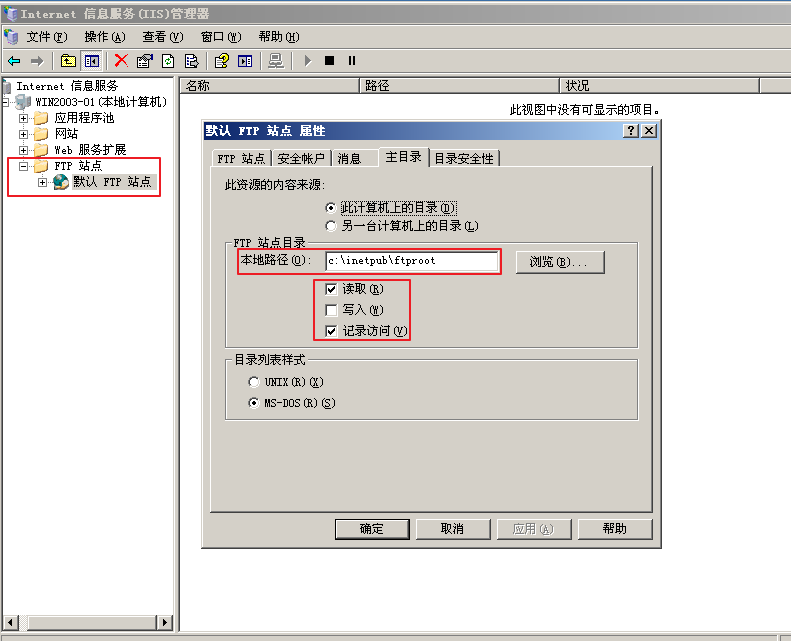 Internet 信息服务(IIS)管理器
文件(F) 操作(A) 查看(V) 窗口(W) 帮助(H)
Internet 信息服务
WIN2003-01(本地计算机)
应用程序池
网站
Web 服务扩展
FTP 站点
默认 FTP 站点
名称 路径 状况
此视图中没有可显示的项目。
默认 FTP 站点 属性
FTP 站点 安全帐户 消息 主目录 目录安全性
此资源的内容来源:
此计算机上的目录(D)
另一台计算机上的目录(L)
FTP 站点目录
本地路径(O): c:\inetpub\ftproot 浏览(B)...
读取(R)
写入(W)
记录访问(V)
目录列表样式
UNIX(R)(X)
MS-DOS(R)(S)
确定 取消 应用(A) 帮助